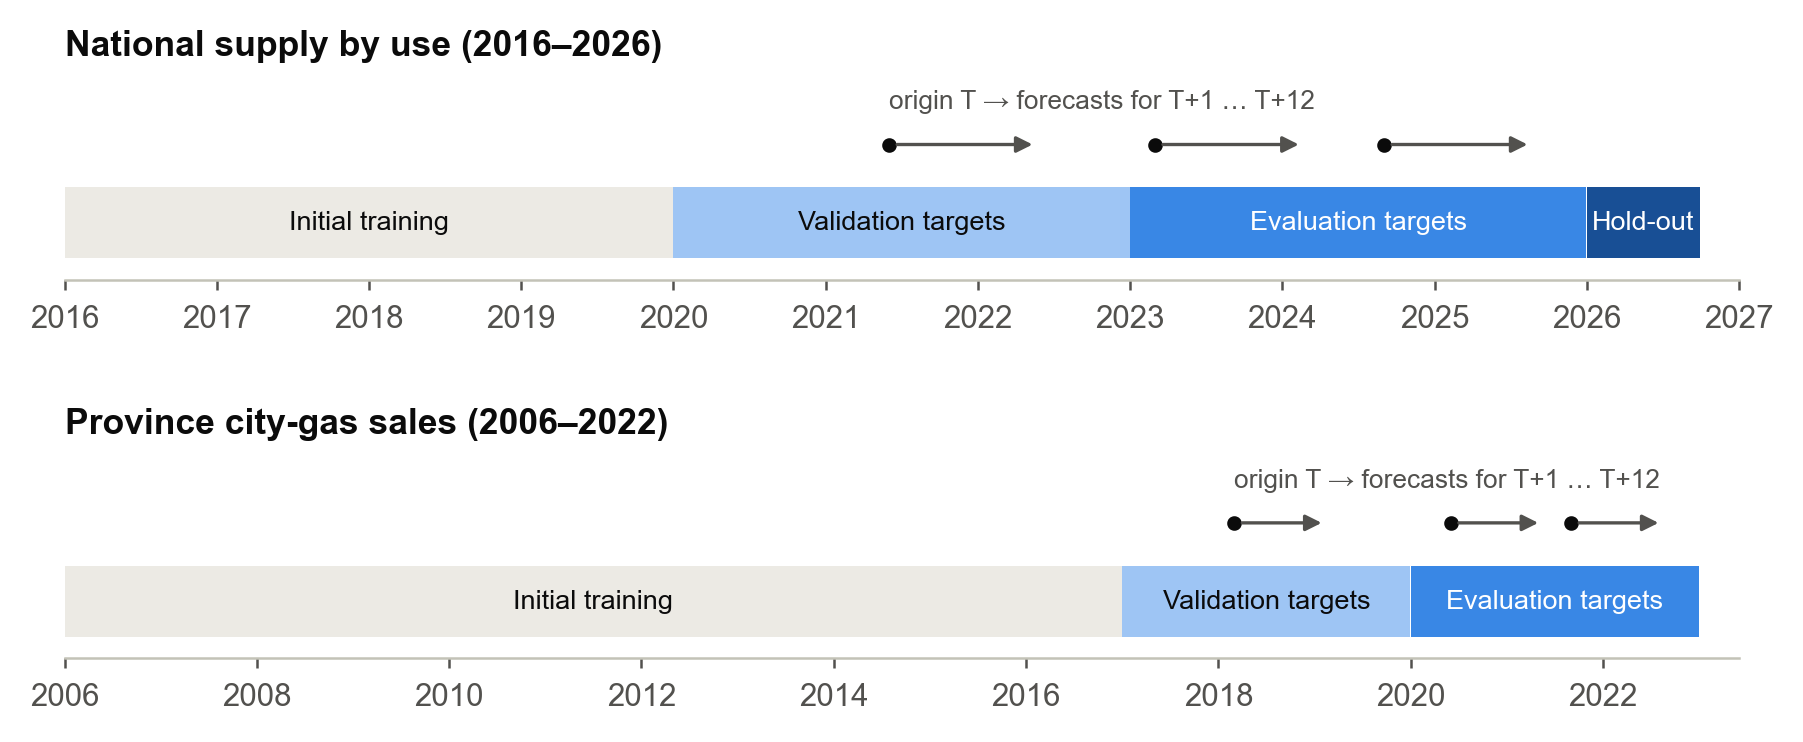 National supply by use (2016–2026)
origin T → forecasts for T+1 … T+12
Initial training
Validation targets
Evaluation targets
Hold-out
2016 2017 2018 2019 2020 2021 2022 2023 2024 2025 2026 2027
Province city-gas sales (2006–2022)
origin T → forecasts for T+1 … T+12
Initial training
Validation targets
Evaluation targets
2006 2008 2010 2012 2014 2016 2018 2020 2022